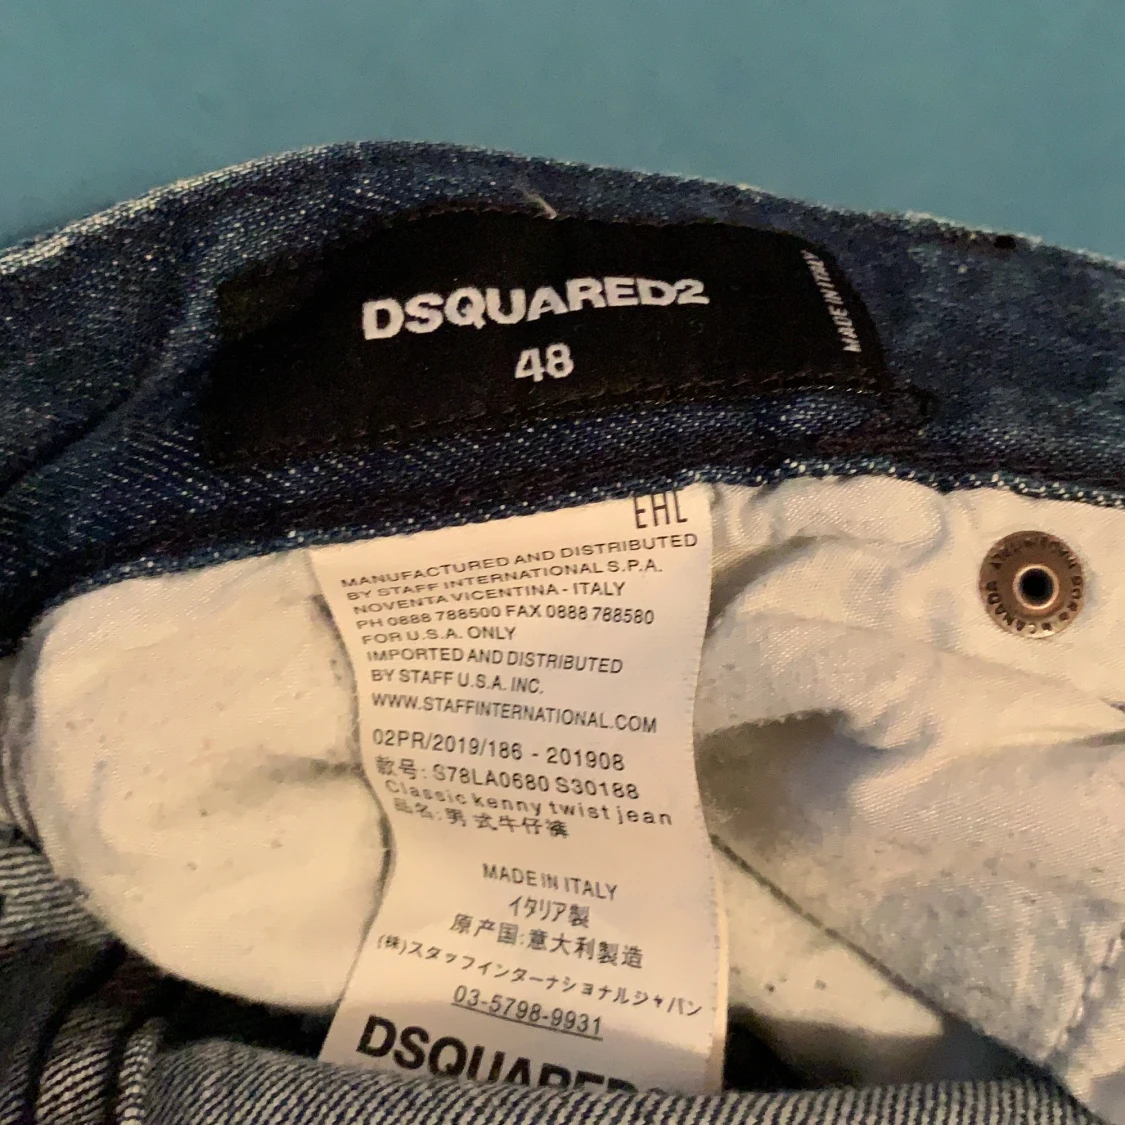 DSQUARED2
48
MADE IN ITALY
EAC
MANUFACTURED AND DISTRIBUTED
BY STAFF INTERNATIONAL S.P.A.
NOVENTA VICENTINA - ITALY
PH 0888 788500 FAX 0888 788580
FOR U.S.A. ONLY
IMPORTED AND DISTRIBUTED
BY STAFF U.S.A. INC.
WWW.STAFFINTERNATIONAL.COM
02PR/2019/186 - 201908
款号: S78LA0680 S30188
Classic kenny twist jean
品名: 男式牛仔裤
MADE IN ITALY
イタリア製
原产国:意大利製造
(株)スタッフインターナショナルジャパン
03-5798-9931
DSQUARED2